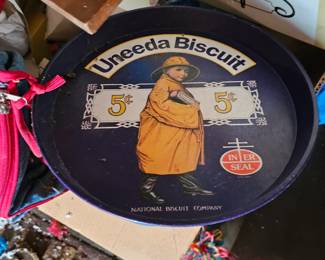 Uneeda Biscuit
5¢ 5¢
IN ER
SEAL
NATIONAL BISCUIT COMPANY